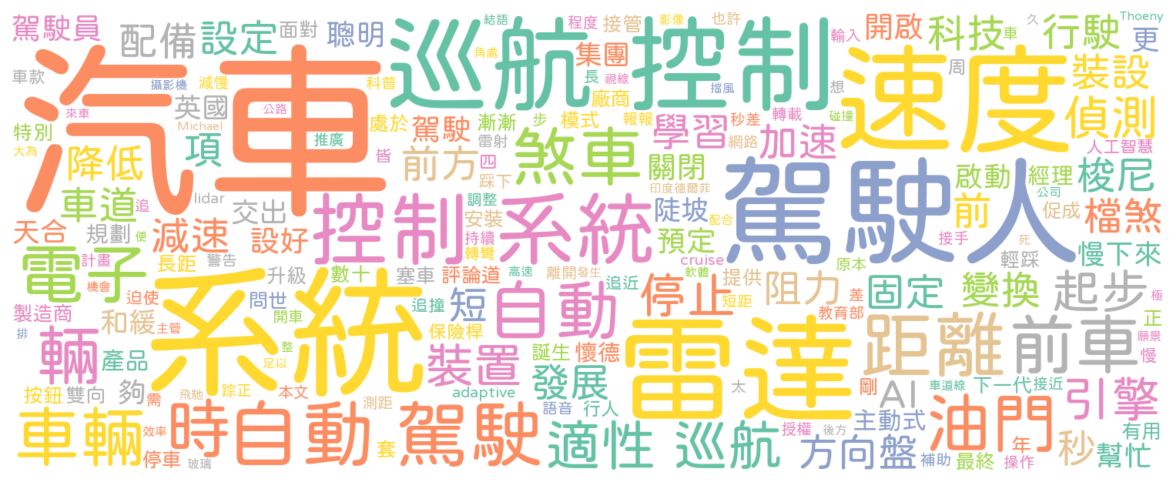 駕駛員
配備
設定
面對
聰明
結語
程度
接管
影像
也許
輸入
開啟
科技
車
久
行駛
Thoeny
更
車款
汽車
攝影機
減慢
科普
巡航控制
角處
集團
長
視線
擋風
廠商
想
速度
周
裝設
來車
英國
公路
Michael
特別
大為
項
推廣
處於
駕駛
漸漸
步
模式
報報
秒差
轉載
碰撞
偵測
雷射
學習
網路
加速
人工智慧
降低
皆
前方
四
踩下
煞車
關閉
印度德爾菲
駕駛人
啟動
經理
梭尼
公司
車道
追
lidar
交出
控制系統
調整
安裝
陡坡
配合
前
促成
檔煞
天合
規劃
便
減速
設好
持續
轉彎
預定
接手
死
輕踩
慢下來
電子
計畫
長距
警告
機會
系統
升級
數十
塞車
評論道
cruise
軟體
高速
離開
發生
原本
提供
阻力
固定
變換
起步
迫使
問世
開車
追撞
短
自動
追近
停止
短距
差
教育部
極
正
製造商
排
和緩
主管
保險桿
雷達
距離
前車
願景
慢
輛
產品
整
足以
裝置
誕生
懷德
發展
剛
AI
車道線
下一代
接近
引擎
按鈕
雙向
夠
需
飛馳
踪正
本文
測距
adaptive
語音
行人
太
主動式
油門
年
有用
車輛
效率
停車
時自動
玻璃
套
駕駛
適性
巡航
授權
後方
方向盤
補助
最終
操作
秒
幫忙